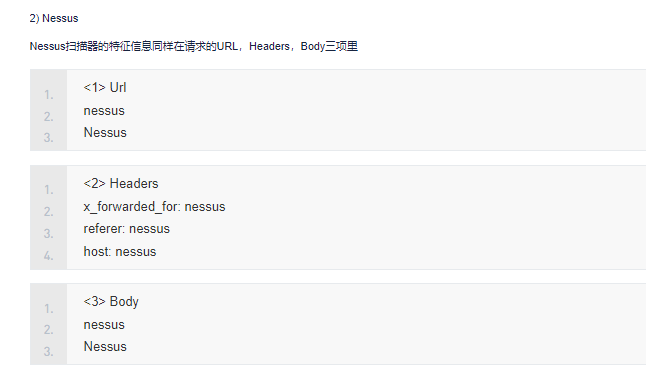 2) Nessus
Nessus扫描器的特征信息同样在请求的URL，Headers，Body三项里
1. <1> Url
2. nessus
3. Nessus
1. <2> Headers
2. x_forwarded_for: nessus
3. referer: nessus
4. host: nessus
1. <3> Body
2. nessus
3. Nessus